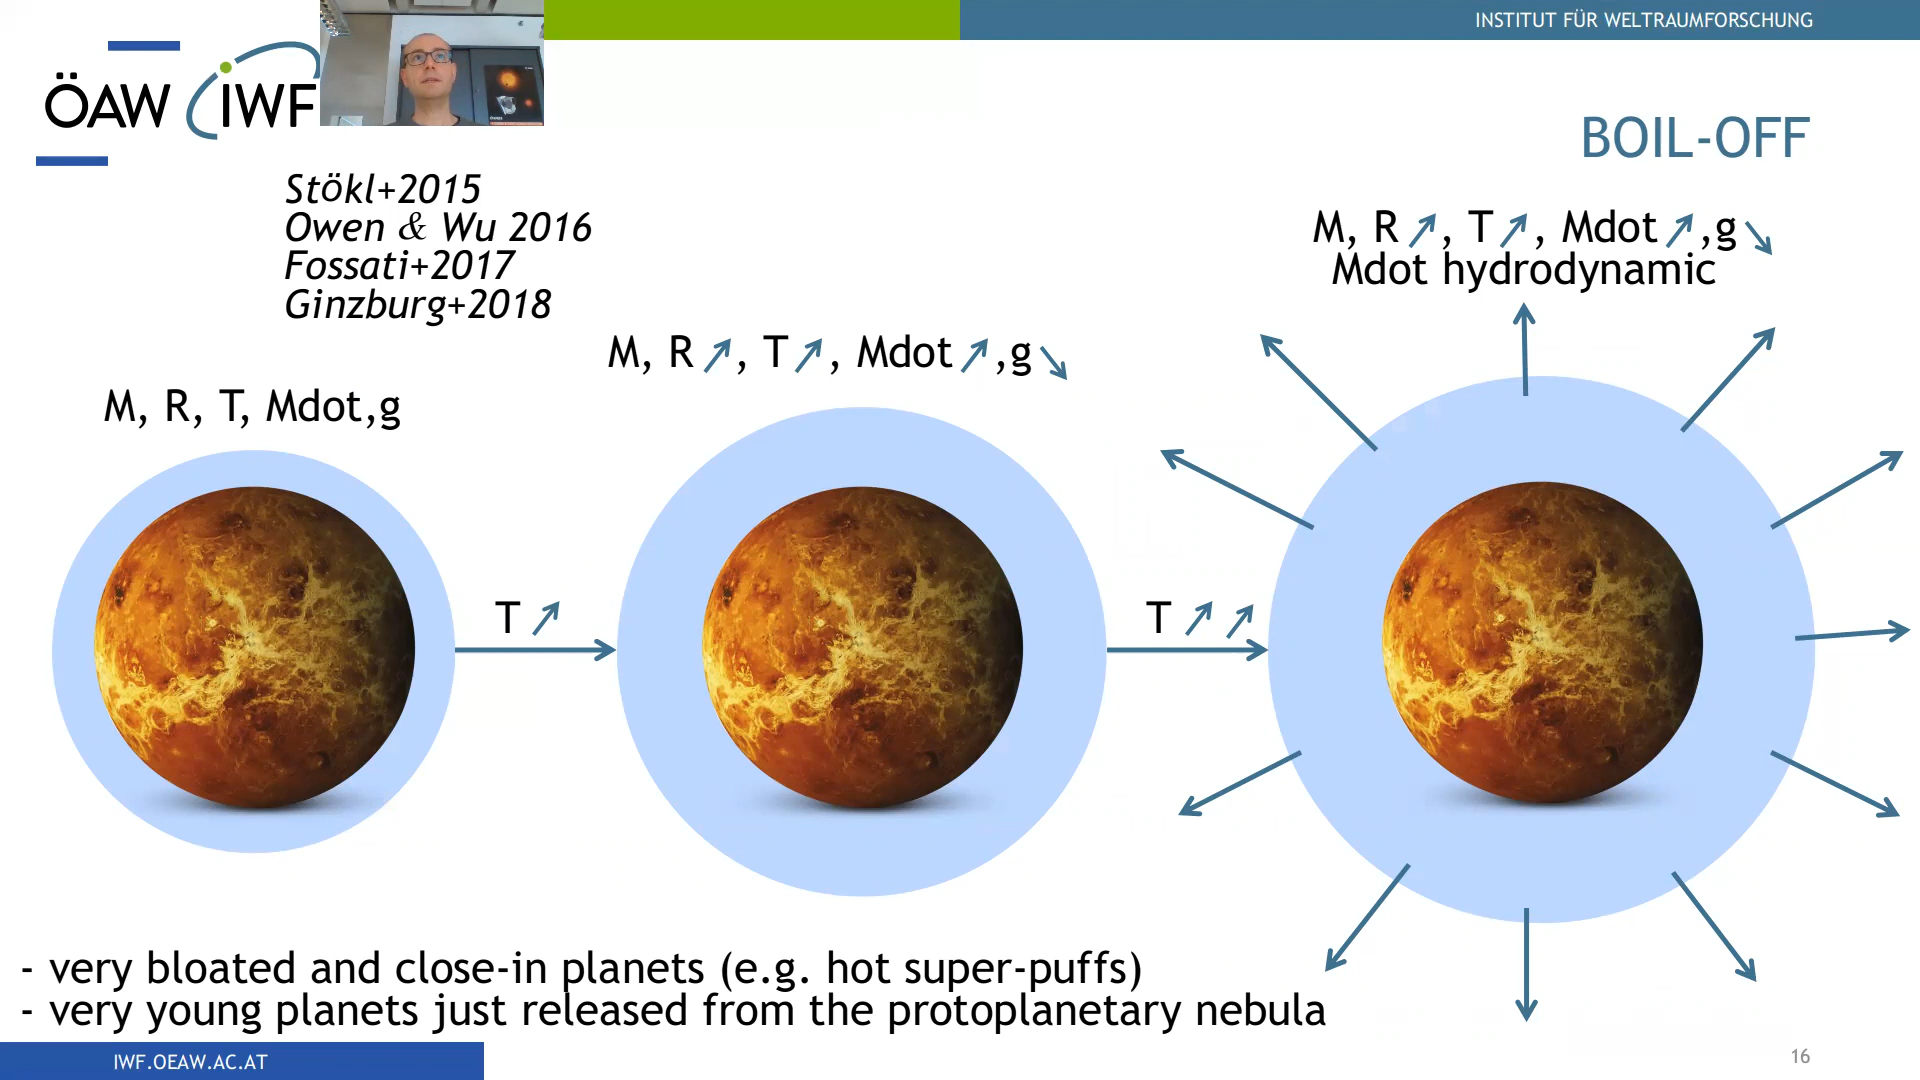 INSTITUT FÜR WELTRAUMFORSCHUNG
ÖAW IWF
BOIL-OFF
Stökl+2015
Owen & Wu 2016
Fossati+2017
Ginzburg+2018
M, R↗, T↗, Mdot↗,g↘
Mdot hydrodynamic
M, R↗, T↗, Mdot↗,g↘
M, R, T, Mdot,g
T ↗
T ↗ ↗
- very bloated and close-in planets (e.g. hot super-puffs)
- very young planets just released from the protoplanetary nebula
IWF.OEAW.AC.AT
16